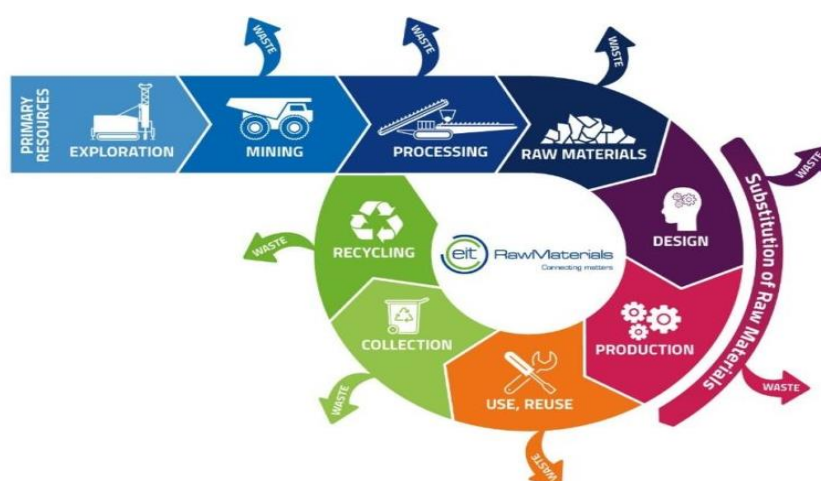 PRIMARY
RESOURCES
EXPLORATION
MINING
PROCESSING
RAW MATERIALS
DESIGN
PRODUCTION
USE, REUSE
COLLECTION
RECYCLING
WASTE
WASTE
WASTE
WASTE
WASTE
WASTE
WASTE
WASTE
Substitution of Raw Materials
eit RawMaterials
Connecting matters